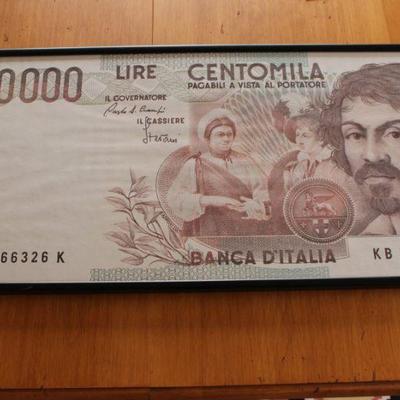 0000 LIRE CENTOMILA
PAGABILI A VISTA AL PORTATORE
IL GOVERNATORE
IL CASSIERE
66326 K
KB
BANCA D'ITALIA